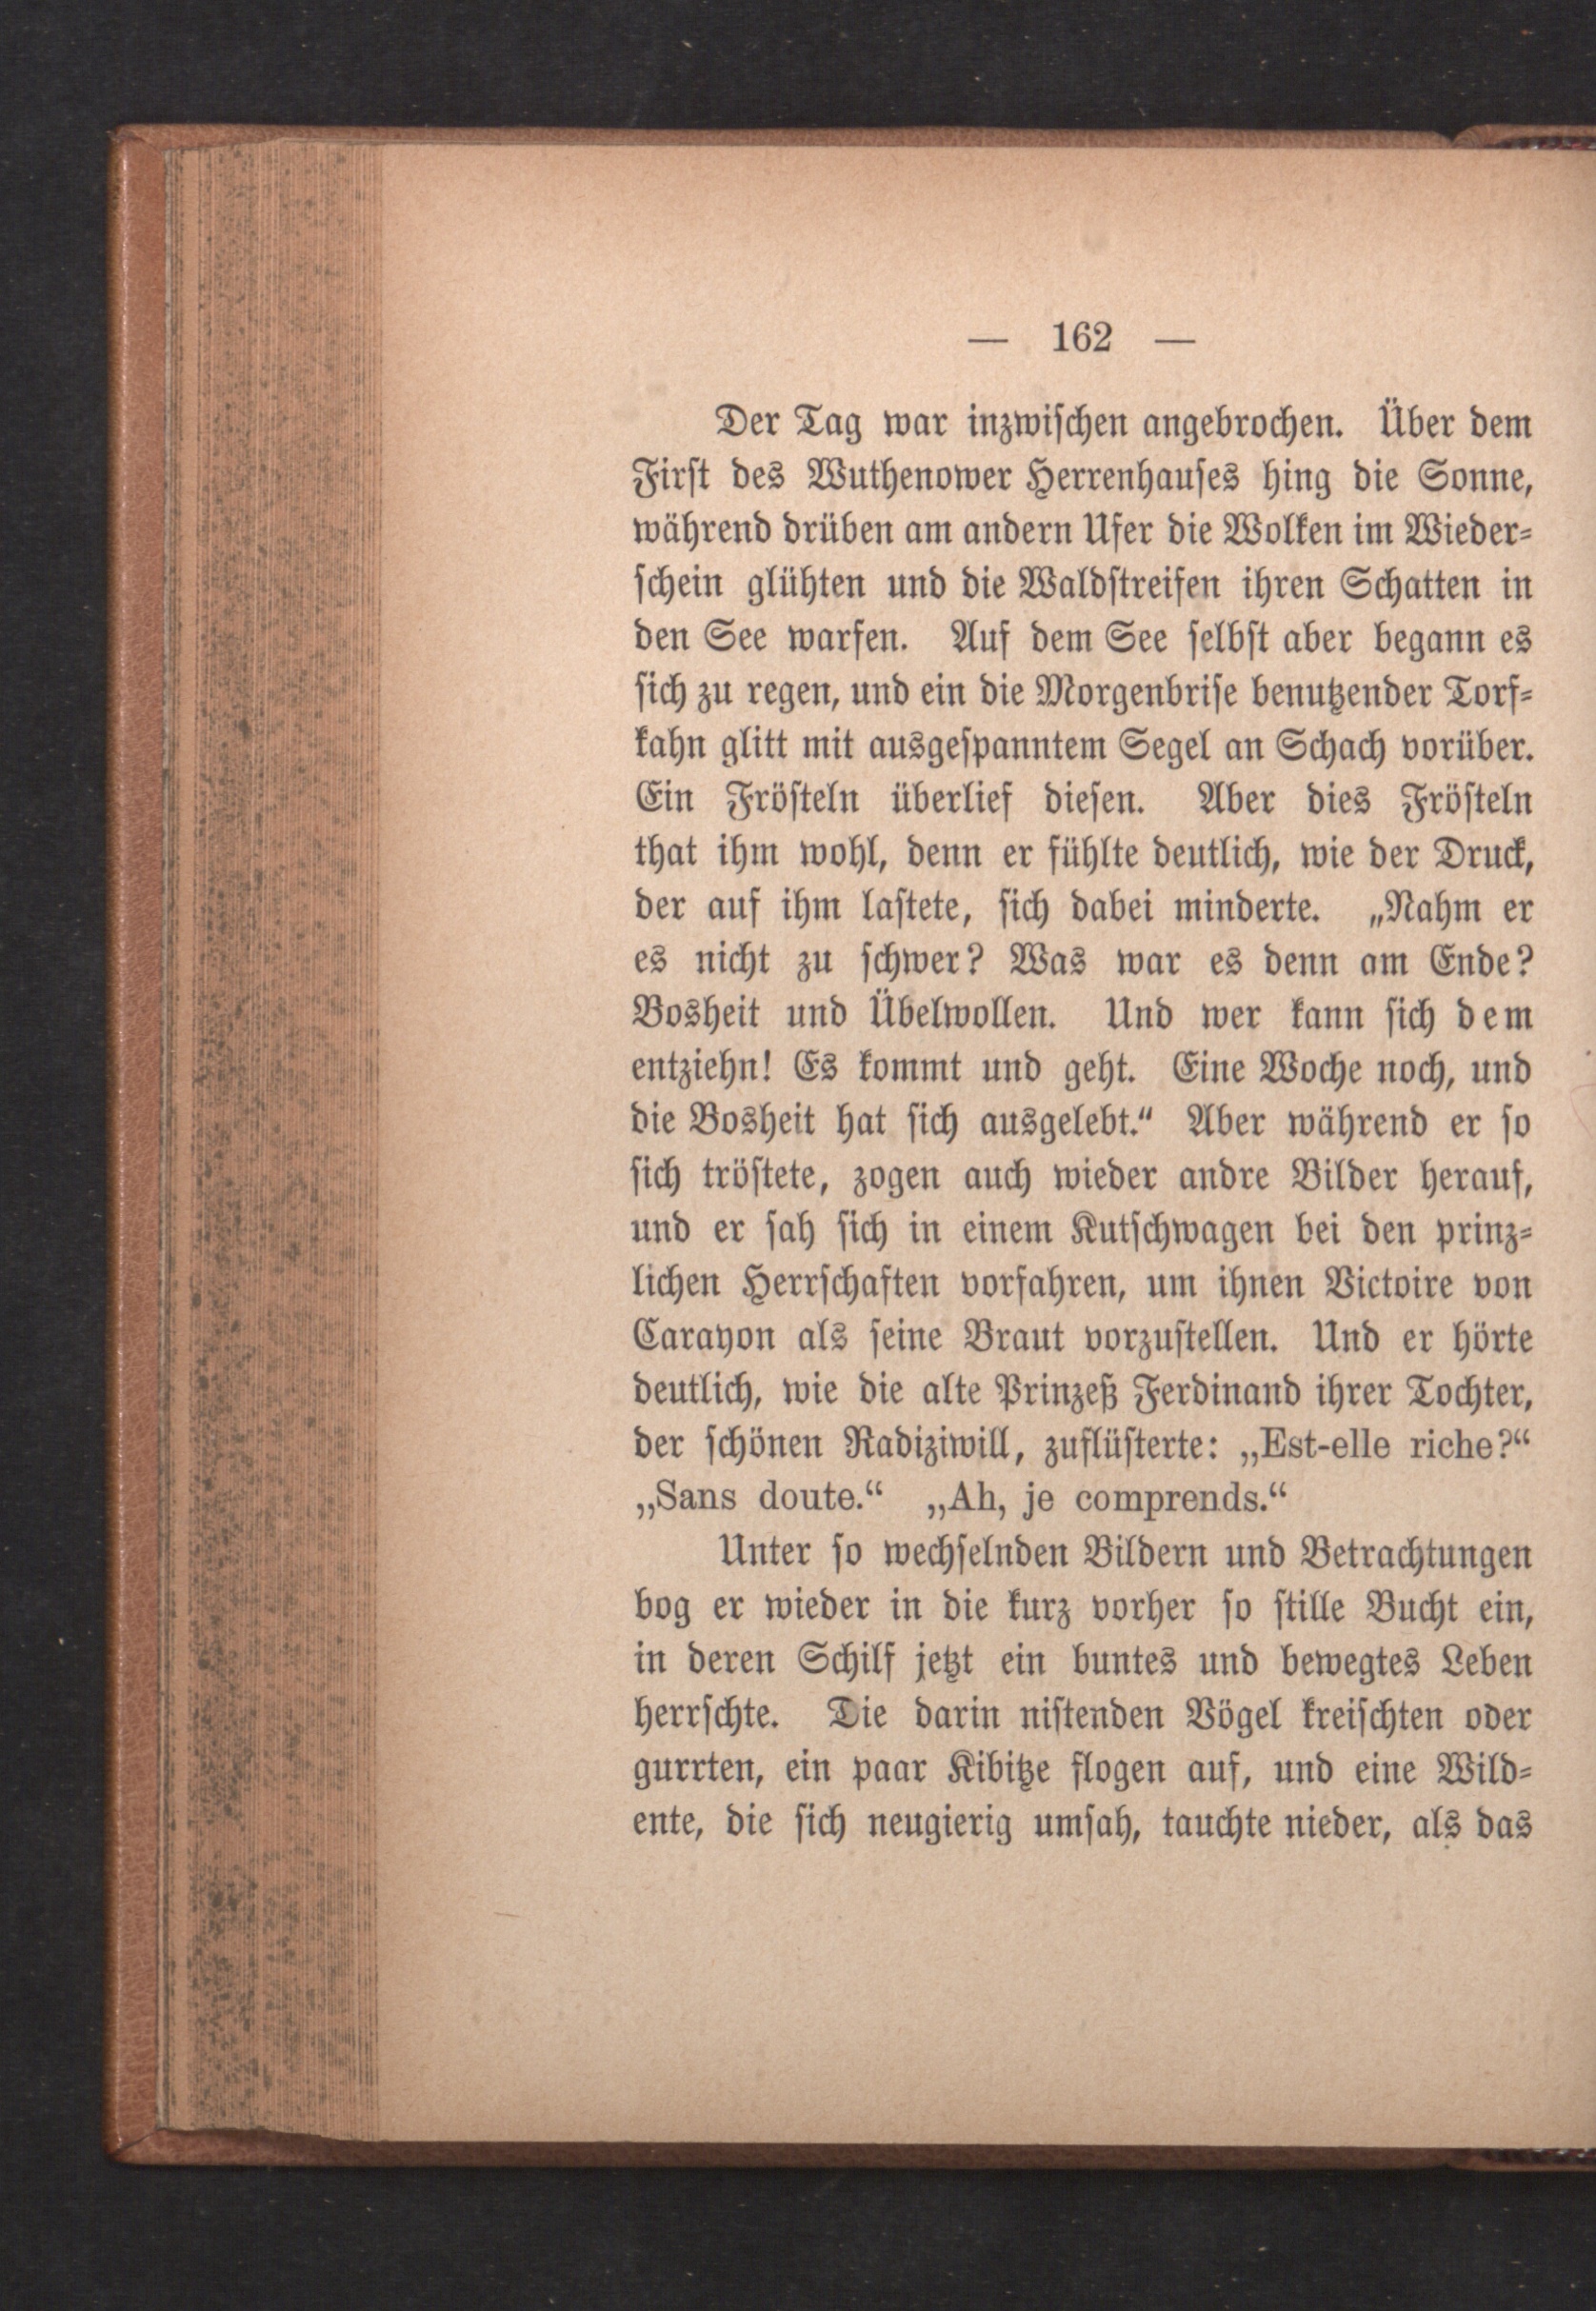 — 162 —
Der Tag war inzwischen angebrochen. Über dem
First des Wuthenower Herrenhauses hing die Sonne,
während drüben am andern Ufer die Wolken im Wieder-
schein glühten und die Waldstreifen ihren Schatten in
den See warfen. Auf dem See selbst aber begann es
sich zu regen, und ein die Morgenbrise benutzender Torf-
kahn glitt mit ausgespanntem Segel an Schach vorüber.
Ein Frösteln überlief diesen. Aber dies Frösteln
that ihm wohl, denn er fühlte deutlich, wie der Druck,
der auf ihm lastete, sich dabei minderte. „Nahm er
es nicht zu schwer? Was war es denn am Ende?
Bosheit und Übelwollen. Und wer kann sich dem
entziehn! Es kommt und geht. Eine Woche noch, und
die Bosheit hat sich ausgelebt.“ Aber während er so
sich tröstete, zogen auch wieder andre Bilder herauf,
und er sah sich in einem Kutschwagen bei den prinz-
lichen Herrschaften vorfahren, um ihnen Victoire von
Carayon als seine Braut vorzustellen. Und er hörte
deutlich, wie die alte Prinzeß Ferdinand ihrer Tochter,
der schönen Radiziwill, zuflüsterte: „Est-elle riche?“
„Sans doute.“ „Ah, je comprends.“
Unter so wechselnden Bildern und Betrachtungen
bog er wieder in die kurz vorher so stille Bucht ein,
in deren Schilf jetzt ein buntes und bewegtes Leben
herrschte. Die darin nistenden Vögel kreischten oder
gurrten, ein paar Kibitze flogen auf, und eine Wild-
ente, die sich neugierig umsah, tauchte nieder, als das